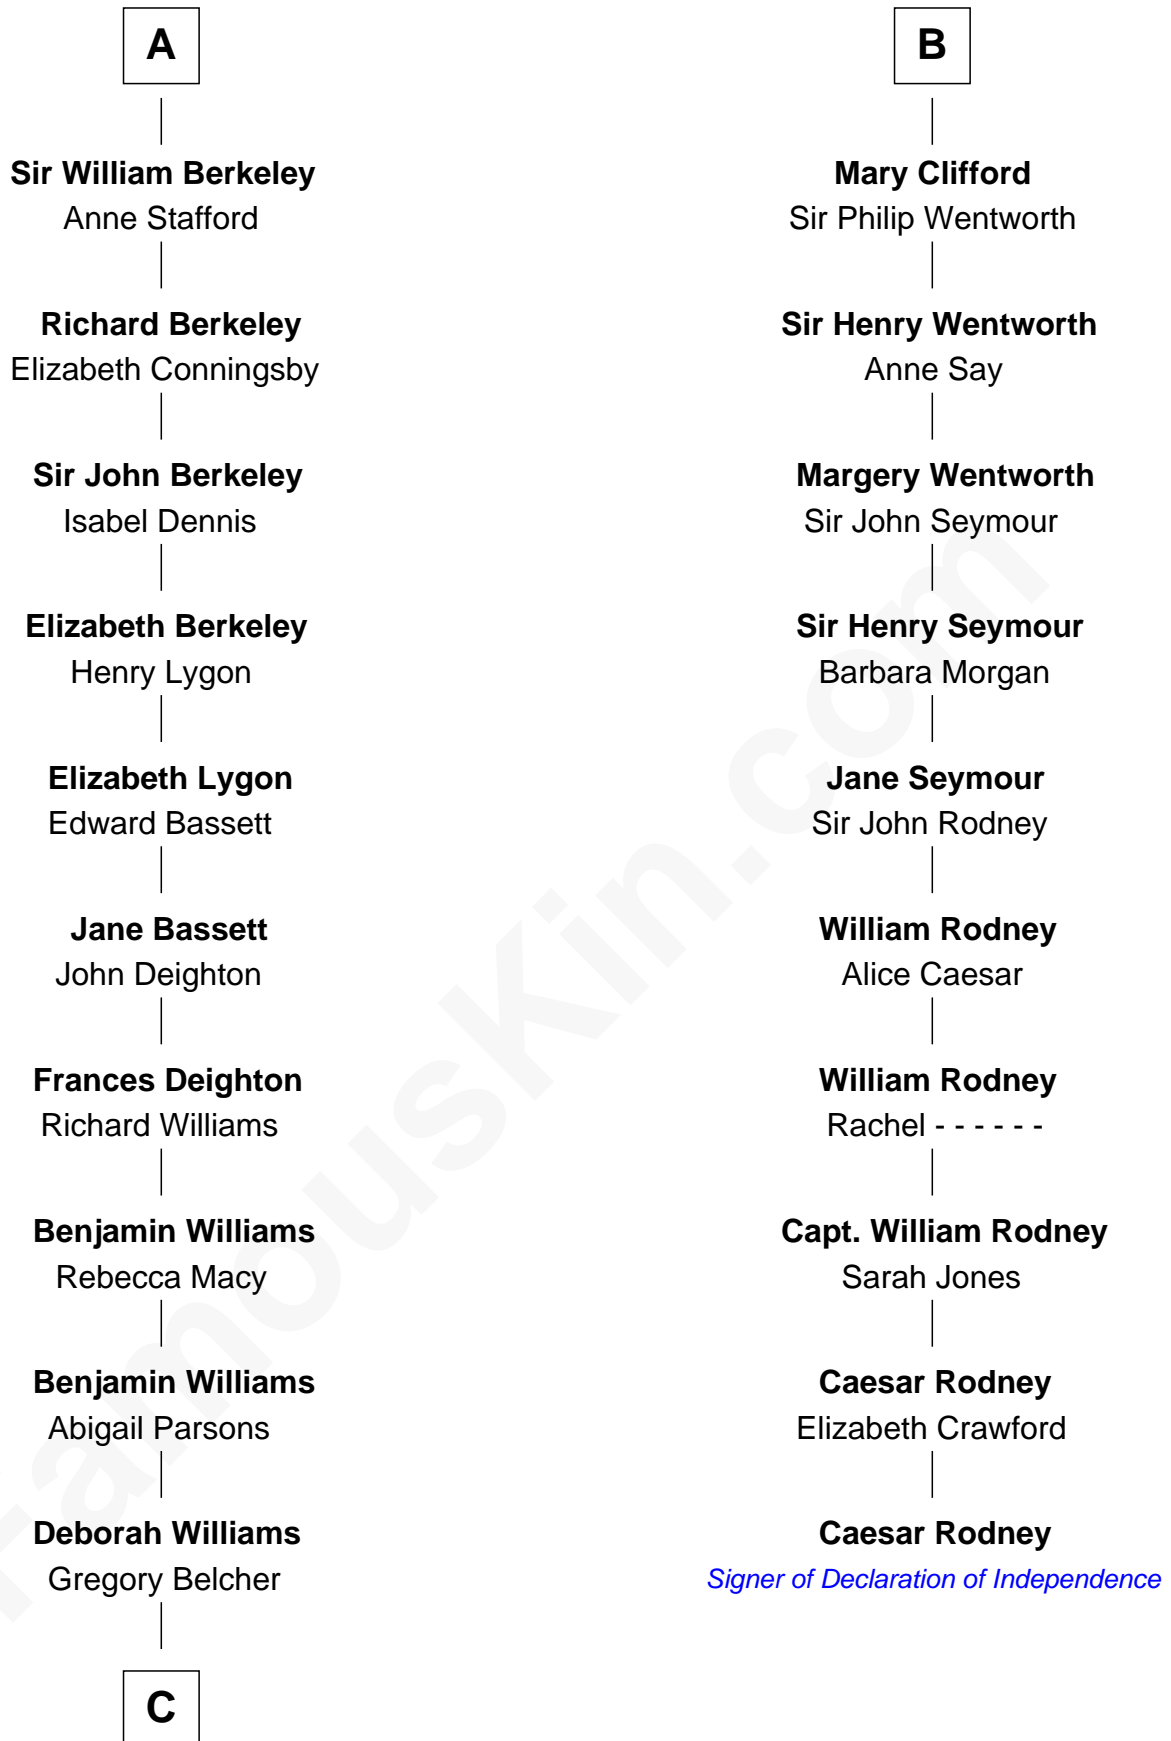 A
Sir William Berkeley
Anne Stafford
Richard Berkeley
Elizabeth Conningsby
Sir John Berkeley
Isabel Dennis
Elizabeth Berkeley
Henry Lygon
Elizabeth Lygon
Edward Bassett
Jane Bassett
John Deighton
Frances Deighton
Richard Williams
Benjamin Williams
Rebecca Macy
Benjamin Williams
Abigail Parsons
Deborah Williams
Gregory Belcher
C
B
Mary Clifford
Sir Philip Wentworth
Sir Henry Wentworth
Anne Say
Margery Wentworth
Sir John Seymour
Sir Henry Seymour
Barbara Morgan
Jane Seymour
Sir John Rodney
William Rodney
Alice Caesar
William Rodney
Rachel - - - - - -
Capt. William Rodney
Sarah Jones
Caesar Rodney
Elizabeth Crawford
Caesar Rodney
Signer of Declaration of Independence
FamousKin.com